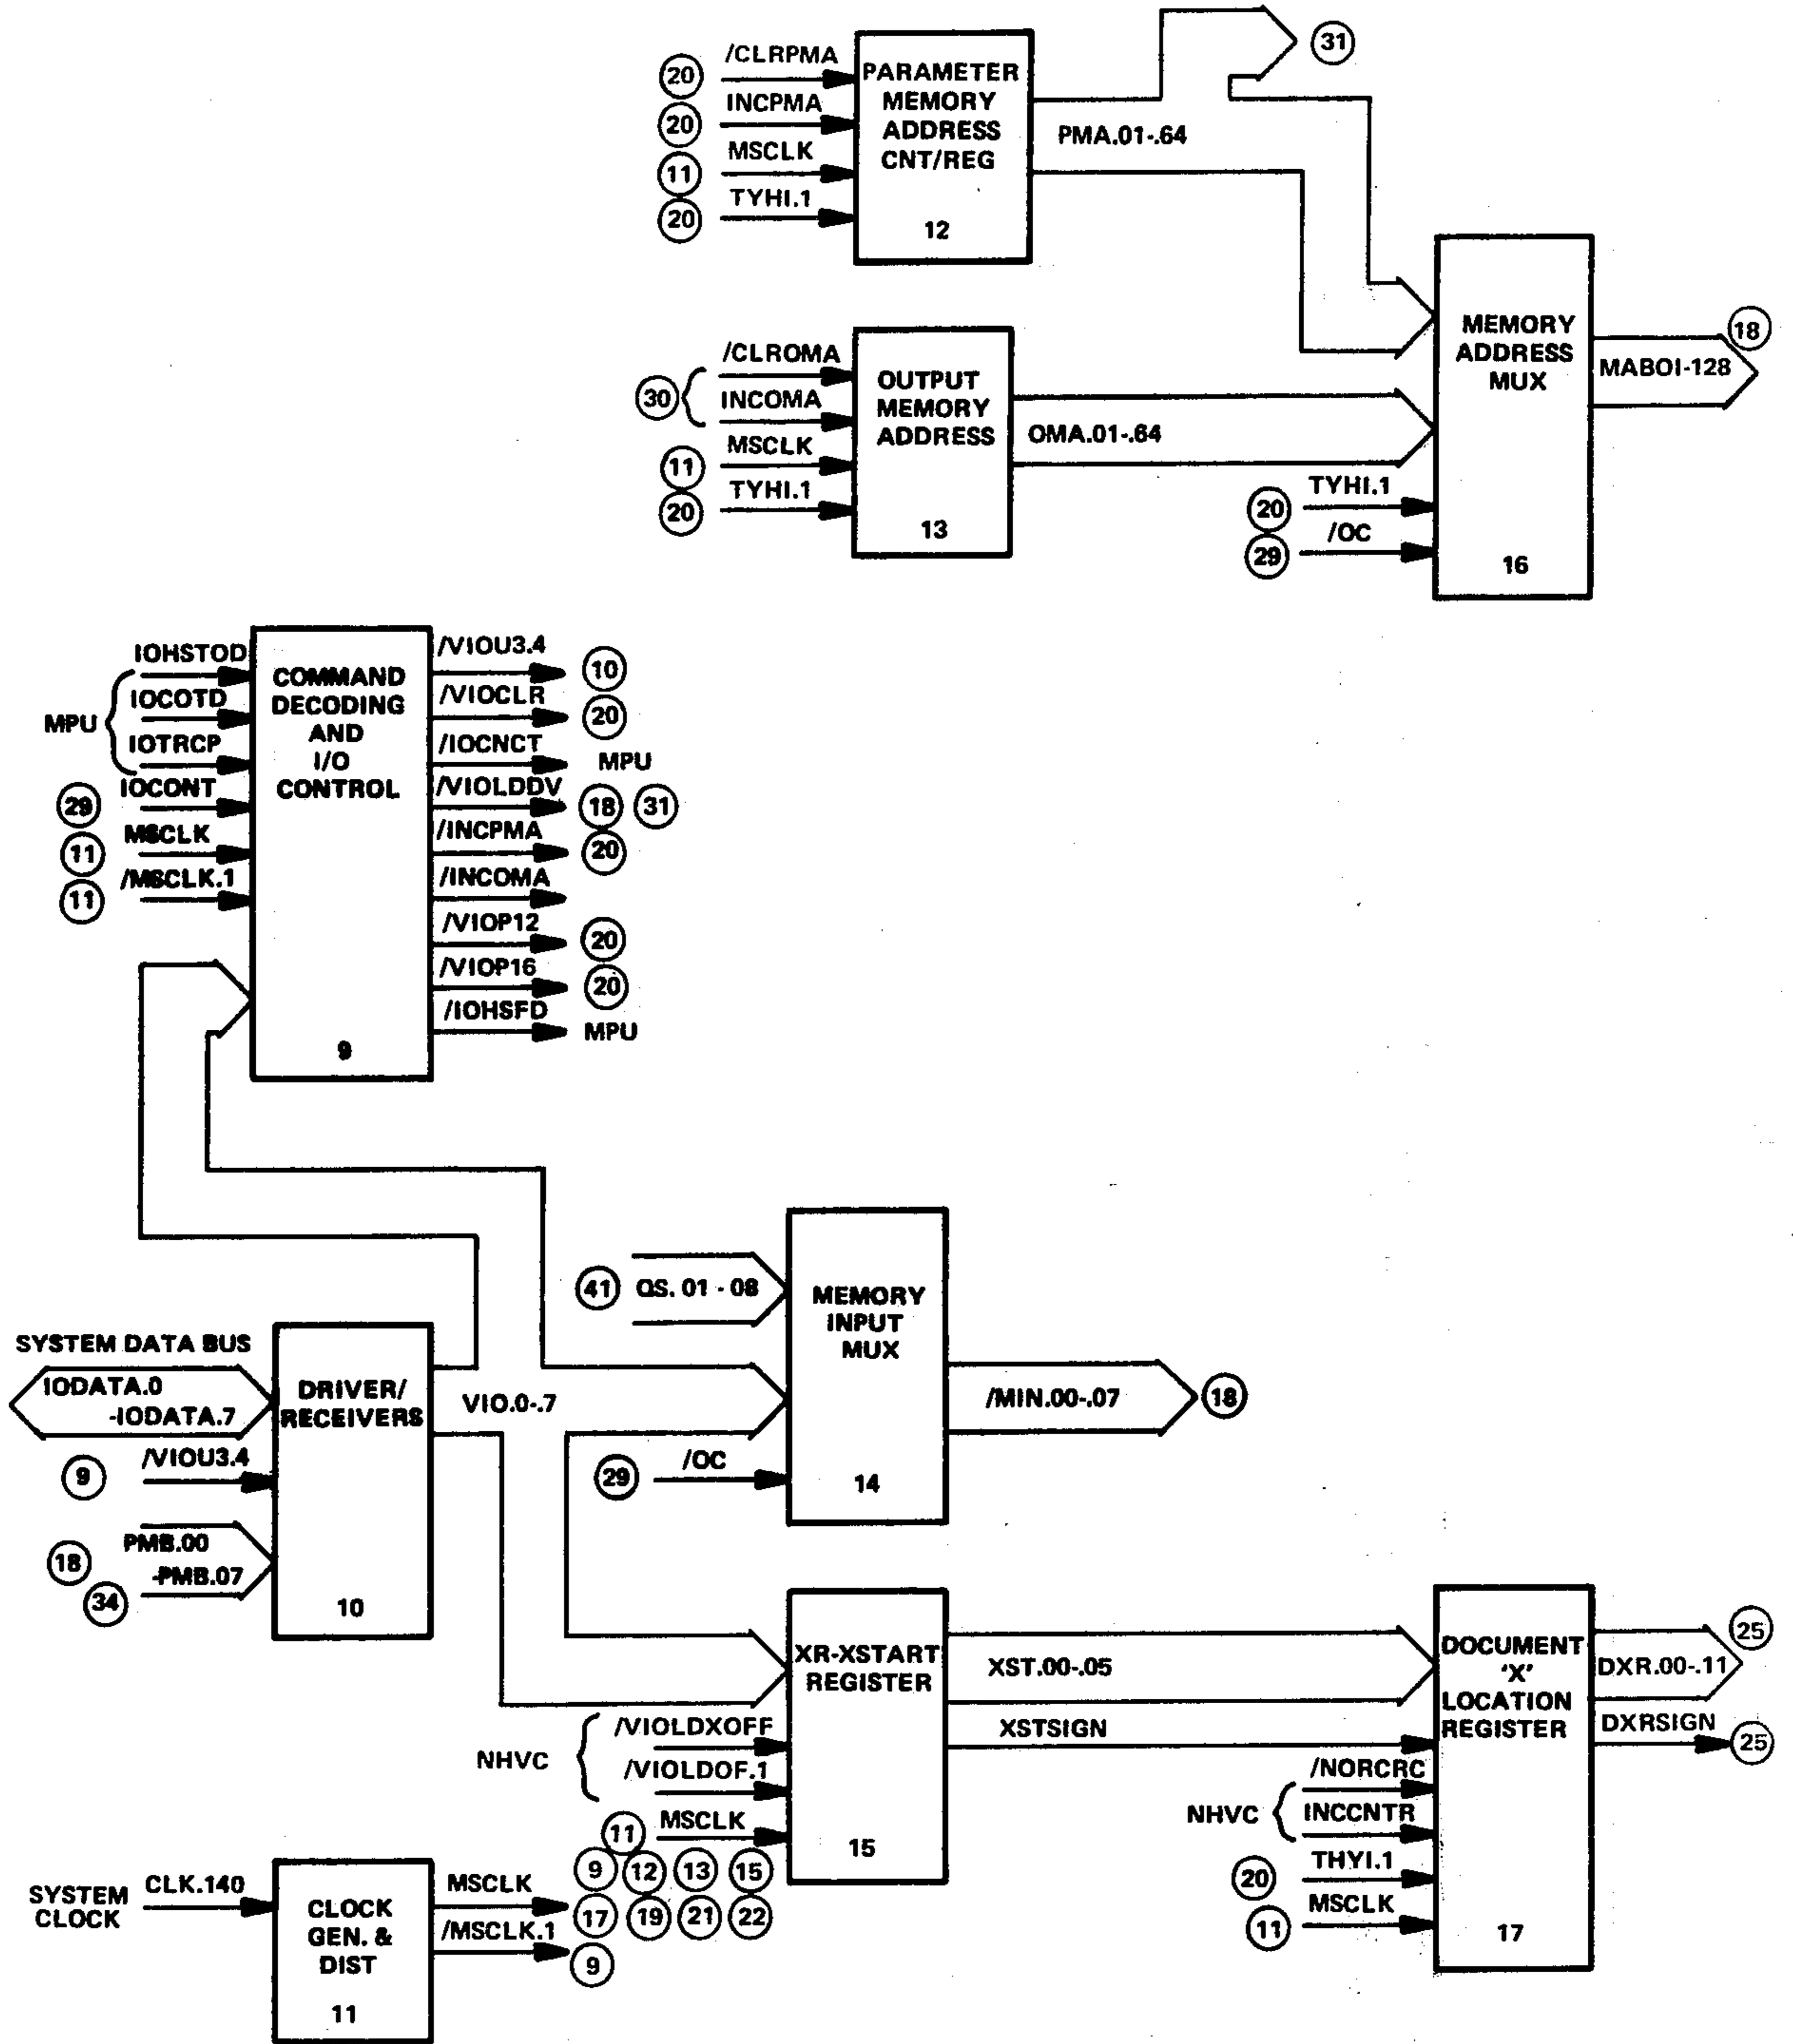 31
20 /CLRPMA
20 INCPMA
11 MSCLK
20 TYHI.1
PARAMETER
MEMORY
ADDRESS
CNT/REG
12
PMA.01-.64
30 /CLROMA
INCOMA
11 MSCLK
20 TYHI.1
OUTPUT
MEMORY
ADDRESS
13
OMA.01-.64
20 TYHI.1
29 /OC
MEMORY
ADDRESS
MUX
16
18
MABOI-128
MPU
IOHSTOD
IOCOTD
IOTRCP
29 IOCONT
11 MSCLK
11 /MSCLK.1
COMMAND
DECODING
AND
I/O
CONTROL
9
/VIOU3.4 10
/VIOCLR 20
/IOCNCT MPU
/VIOLDDV 18 31
/INCPMA 20
/INCOMA
/VIOP12 20
/VIOP16 20
/IOHSFD MPU
SYSTEM DATA BUS
IODATA.0
-IODATA.7
9 /VIOU3.4
18 PMB.00
34 -PMB.07
DRIVER/
RECEIVERS
10
VIO.0-.7
41 QS. 01 - 08
29 /OC
MEMORY
INPUT
MUX
14
/MIN.00-.07 18
NHVC
/VIOLDXOFF
/VIOLDOF.1
11 MSCLK
XR-XSTART
REGISTER
15
XST.00-.05
XSTSIGN
NHVC
/NORCRC
INCCNTR
20 THYI.1
11 MSCLK
DOCUMENT
'X'
LOCATION
REGISTER
17
DXR.00-.11 25
DXRSIGN 25
SYSTEM
CLOCK
CLK.140
CLOCK
GEN. &
DIST
11
MSCLK
9 12 13 15
17 19 21 22
/MSCLK.1 9